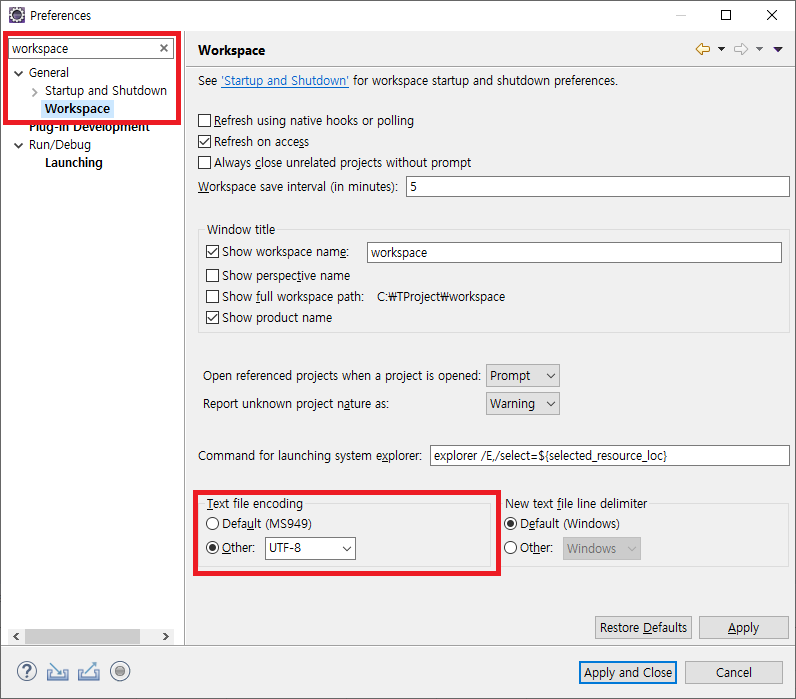 Preferences
workspace
General
Startup and Shutdown
Workspace
Plug-in Development
Run/Debug
Launching
Workspace
See 'Startup and Shutdown' for workspace startup and shutdown preferences.
Refresh using native hooks or polling
Refresh on access
Always close unrelated projects without prompt
Workspace save interval (in minutes): 5
Window title
Show workspace name: workspace
Show perspective name
Show full workspace path: C:₩TProject₩workspace
Show product name
Open referenced projects when a project is opened: Prompt
Report unknown project nature as: Warning
Command for launching system explorer: explorer /E,/select=${selected_resource_loc}
Text file encoding
Default (MS949)
Other: UTF-8
New text file line delimiter
Default (Windows)
Other: Windows
Restore Defaults Apply
? Apply and Close Cancel